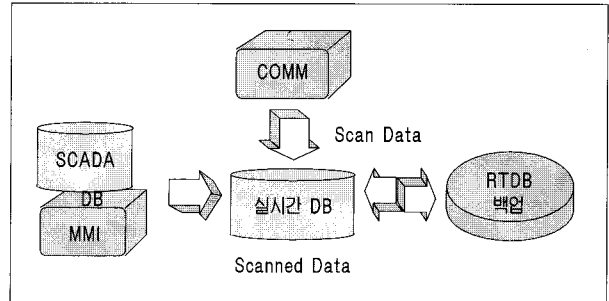 COMM
Scan Data
SCADA
DB
MMI
실시간 DB
RTDB
백업
Scanned Data